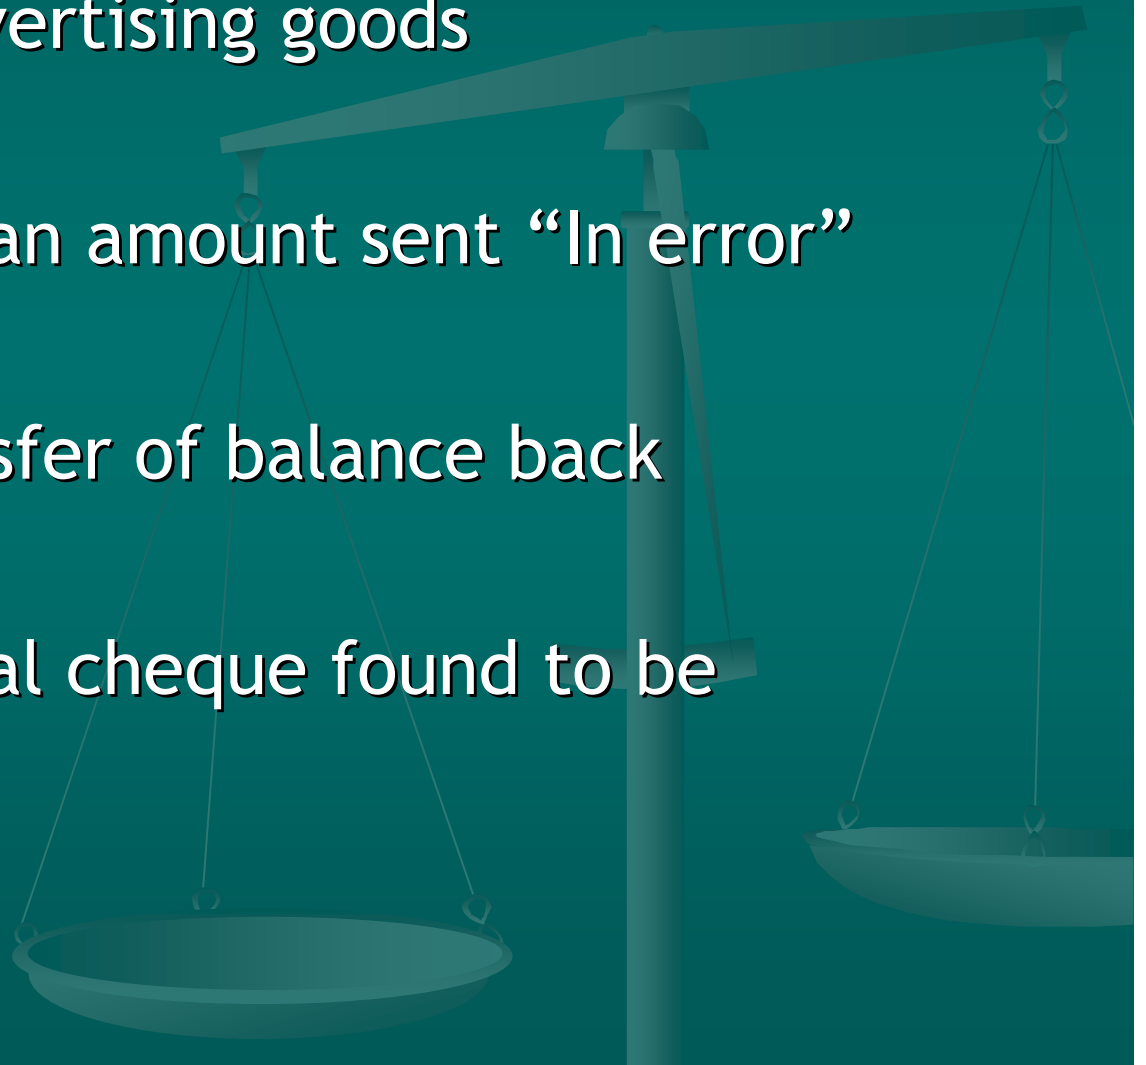 vertising goods
an amount sent “In error”
sfer of balance back
al cheque found to be